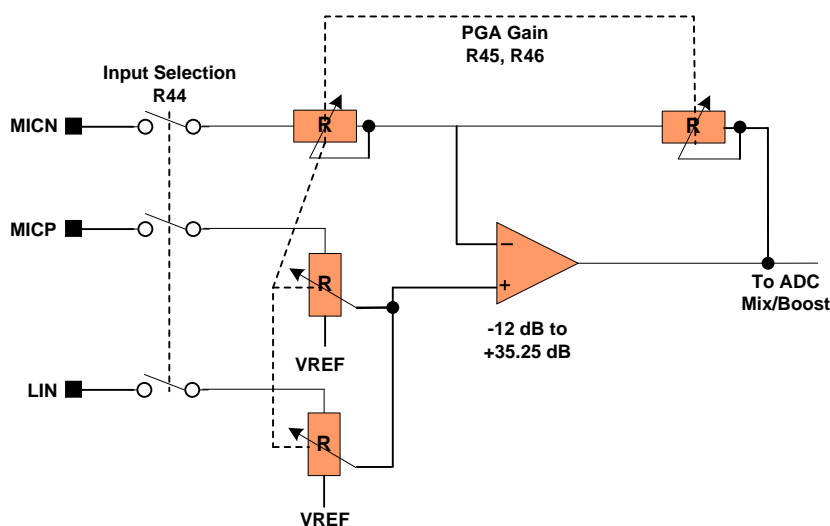 PGA Gain
R45, R46
Input Selection
R44
MICN
R
R
MICP
R
-12 dB to
+35.25 dB
To ADC
Mix/Boost
VREF
LIN
R
VREF